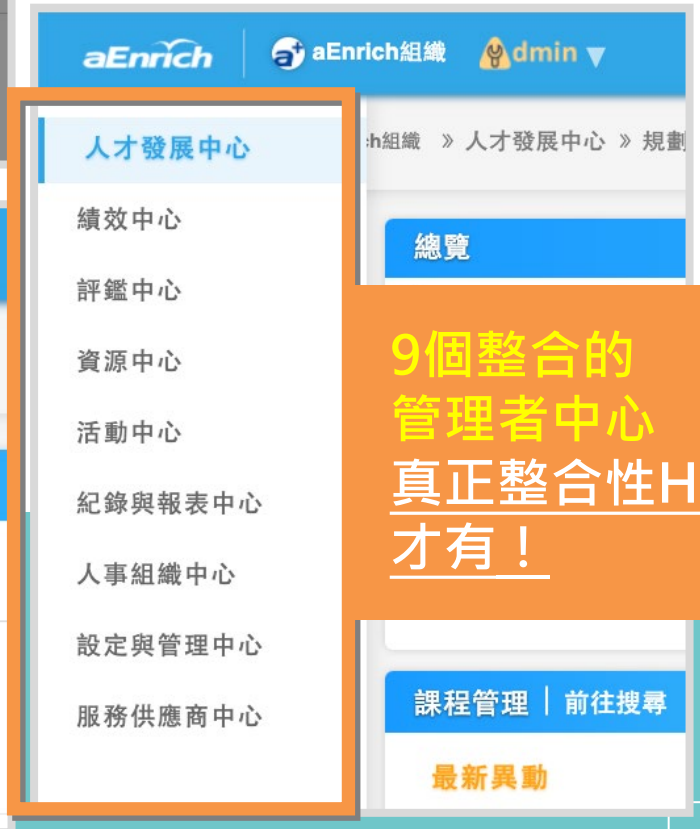 aEnrich
aEnrich組織
Admin ▼
人才發展中心
績效中心
評鑑中心
資源中心
活動中心
紀錄與報表中心
人事組織中心
設定與管理中心
服務供應商中心
h組織 » 人才發展中心 » 規劃
總覽
9個整合的
管理者中心
真正整合性H
才有！
課程管理 | 前往搜尋
最新異動